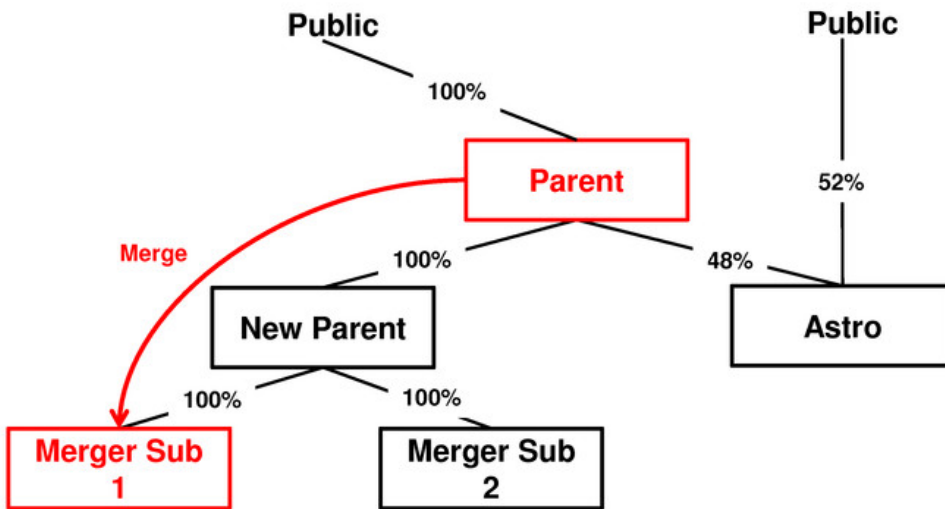 Public
Public
100%
Parent
52%
Merge
100%
48%
New Parent
Astro
100%
100%
Merger Sub
1
Merger Sub
2